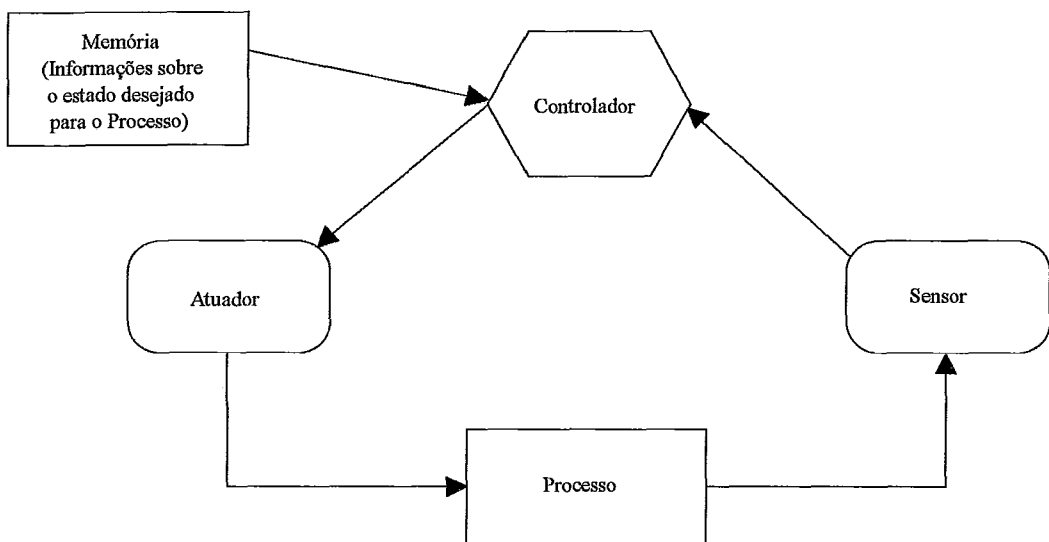 Memória
(Informações sobre
o estado desejado
para o Processo)
Controlador
Atuador
Sensor
Processo